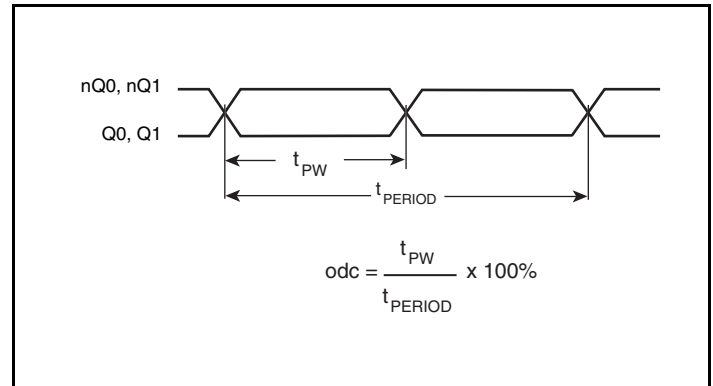 nQ0, nQ1
Q0, Q1
tPW
tPERIOD
odc = tPW / tPERIOD x 100%